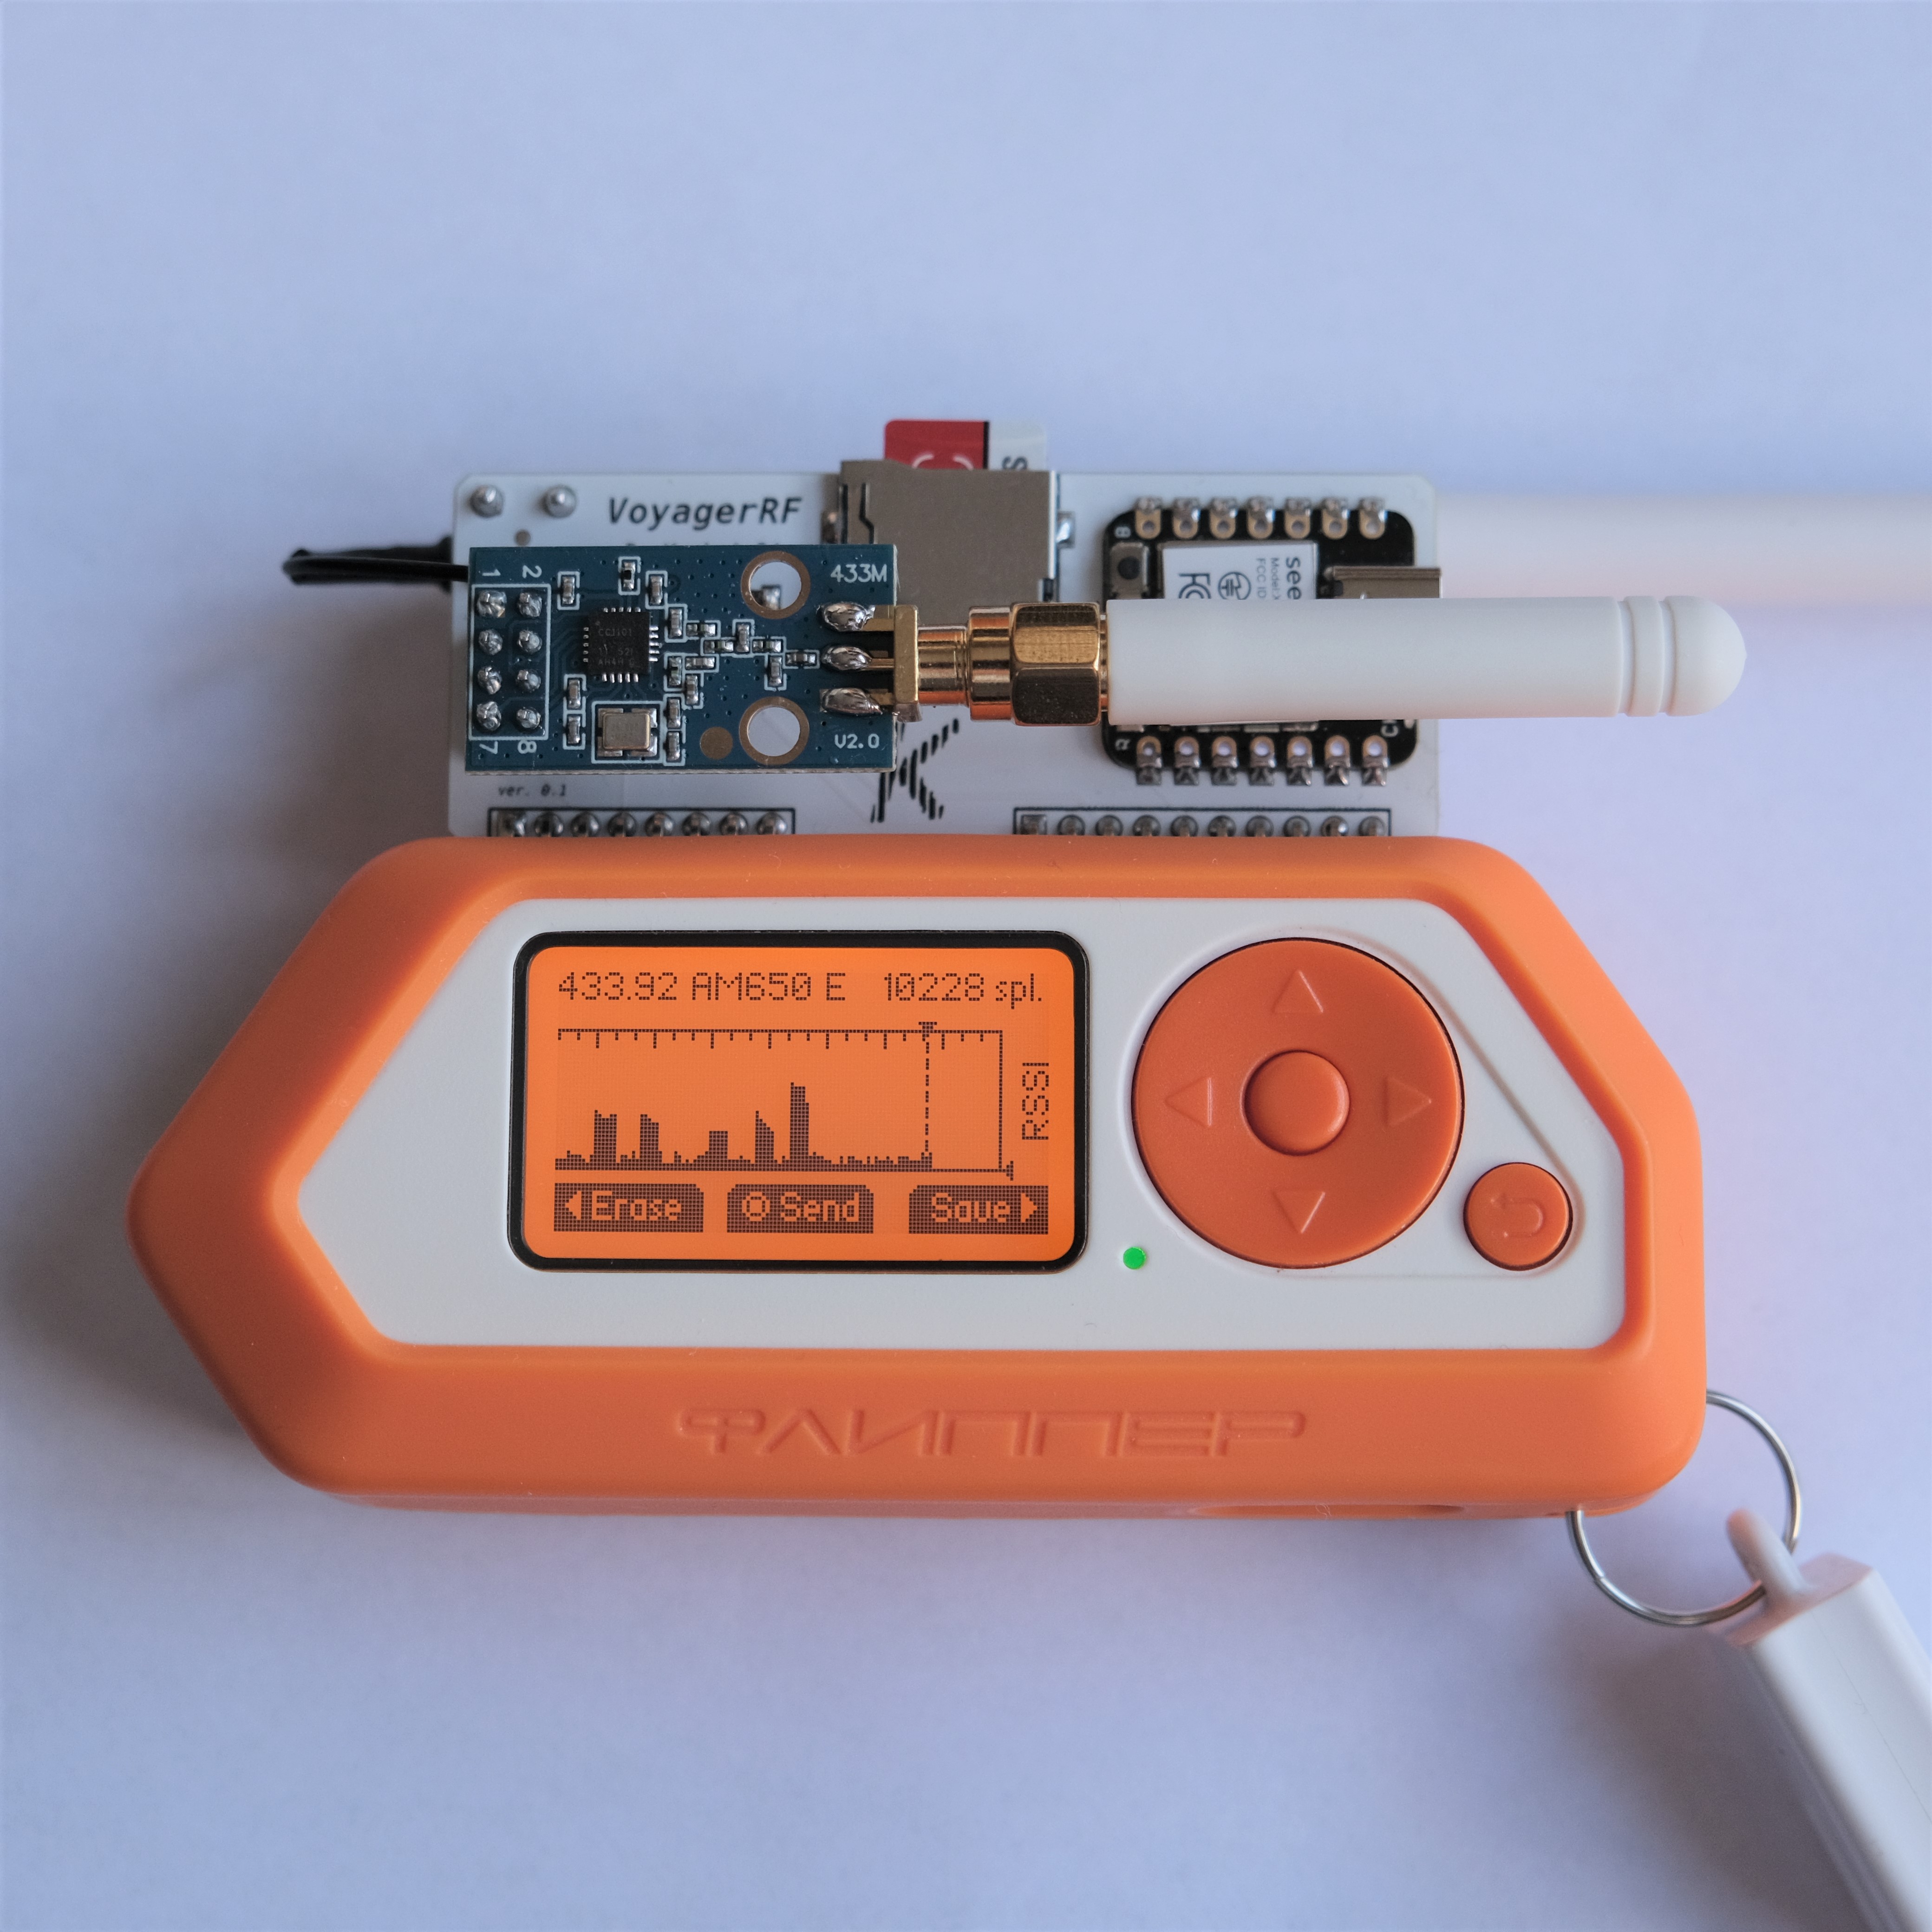 VoyagerRF
433M
1 2
CC1101
7 8
V2.0
ver. 0.1
433.92 AM650 E 10228 spl.
RSSI
Erase Send Save
ФЛИППЕР